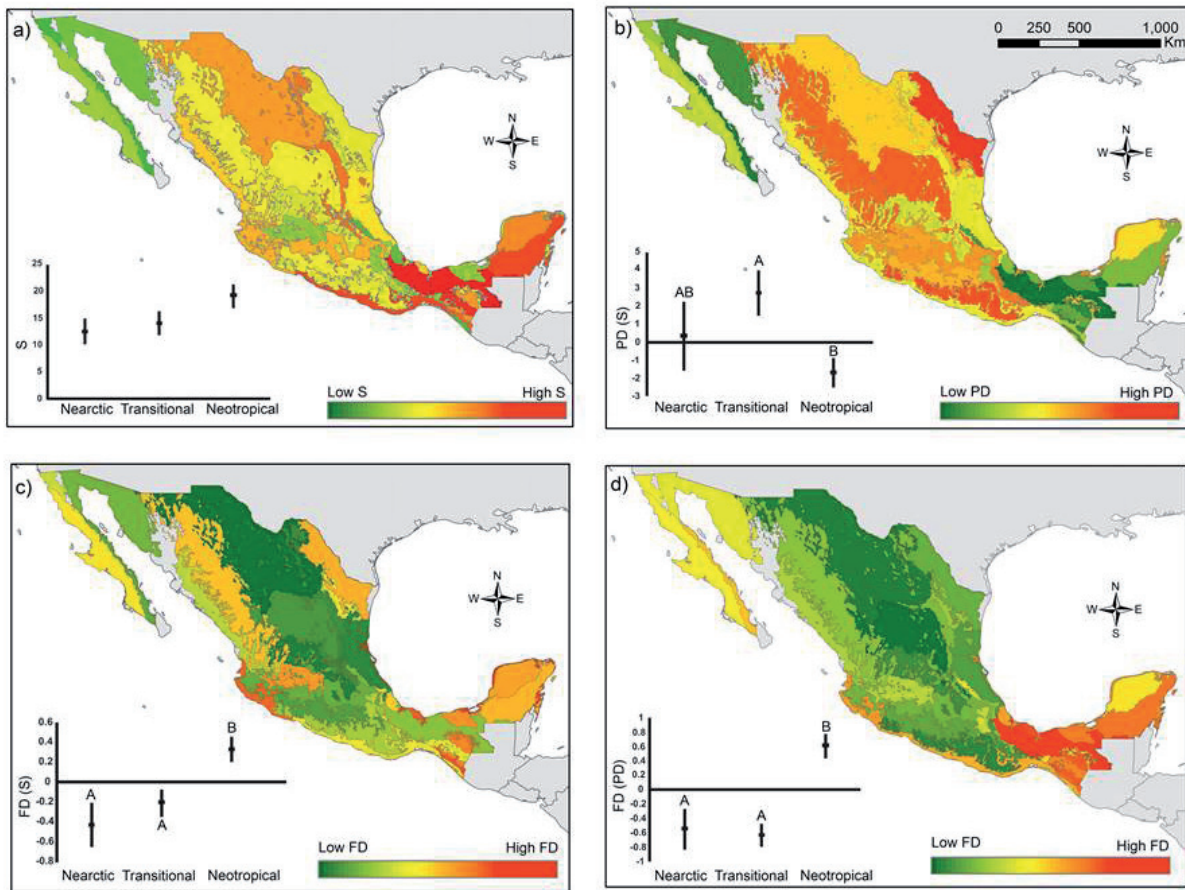 a)
N
W E
S
25
20
15
10
5
0
S
Nearctic Transitional Neotropical
Low S High S
b)
0 250 500 1,000
Km
N
W E
S
5
4
3
2
1
0
-1
-2
-3
PD (S)
AB
A
B
Nearctic Transitional Neotropical
Low PD High PD
c)
N
W E
S
0.6
0.4
0.2
0
-0.2
-0.4
-0.6
-0.8
FD (S)
A
A
B
Nearctic Transitional Neotropical
Low FD High FD
d)
N
W E
S
1
0.8
0.6
0.4
0.2
0
-0.2
-0.4
-0.6
-0.8
-1
FD (PD)
A
A
B
Nearctic Transitional Neotropical
Low FD High FD